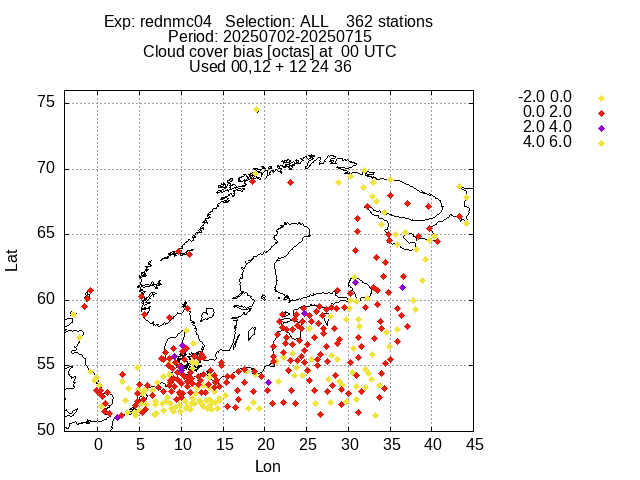 Exp: rednmc04   Selection: ALL    362 stations
Period: 20250702-20250715
Cloud cover bias [octas] at  00 UTC
Used 00,12 + 12 24 36
-2.0 0.0
0.0 2.0
2.0 4.0
4.0 6.0
75
70
65
60
55
50
Lat
0 5 10 15 20 25 30 35 40 45
Lon